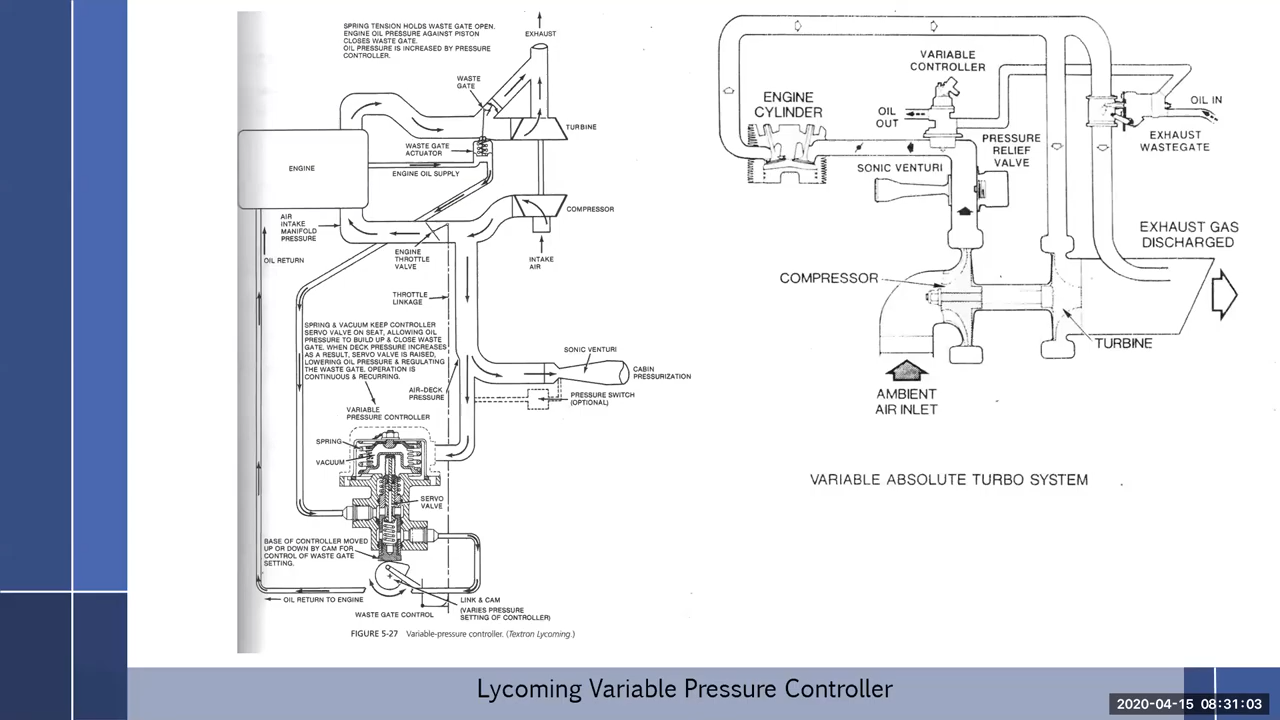 SPRING TENSION HOLDS WASTE GATE OPEN.
ENGINE OIL PRESSURE AGAINST PISTON
CLOSES WASTE GATE.
OIL PRESSURE IS INCREASED BY PRESSURE
CONTROLLER.
EXHAUST
WASTE
GATE
TURBINE
WASTE GATE
ACTUATOR
ENGINE
ENGINE OIL SUPPLY
COMPRESSOR
AIR
INTAKE
MANIFOLD
PRESSURE
OIL RETURN
ENGINE
THROTTLE
VALVE
INTAKE
AIR
THROTTLE
LINKAGE
SPRING & VACUUM KEEP CONTROLLER
SERVO VALVE ON SEAT, ALLOWING OIL
PRESSURE TO BUILD UP & CLOSE WASTE
GATE. WHEN DECK PRESSURE INCREASES
AS A RESULT, SERVO VALVE IS RAISED,
LOWERING OIL PRESSURE & REGULATING
THE WASTE GATE. OPERATION IS
CONTINUOUS & RECURRING.
SONIC VENTURI
CABIN
PRESSURIZATION
AIR-DECK
PRESSURE
PRESSURE SWITCH
(OPTIONAL)
VARIABLE
PRESSURE CONTROLLER
SPRING
VACUUM
SERVO
VALVE
BASE OF CONTROLLER MOVED
UP OR DOWN BY CAM FOR
CONTROL OF WASTE GATE
SETTING.
OIL RETURN TO ENGINE
LINK & CAM
(VARIES PRESSURE
SETTING OF CONTROLLER)
WASTE GATE CONTROL
FIGURE 5-27 Variable-pressure controller. (Textron Lycoming.)
VARIABLE
CONTROLLER
ENGINE
CYLINDER
OIL
OUT
OIL IN
PRESSURE
RELIEF
VALVE
EXHAUST
WASTEGATE
SONIC VENTURI
EXHAUST GAS
DISCHARGED
COMPRESSOR
TURBINE
AMBIENT
AIR INLET
VARIABLE ABSOLUTE TURBO SYSTEM
Lycoming Variable Pressure Controller
2020-04-15 08:31:03